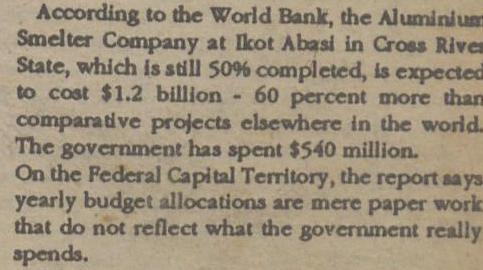 According to the World Bank, the Aluminium
Smelter Company at Ikot Abasi in Cross River
State, which is still 50% completed, is expected
to cost $1.2 billion - 60 percent more than
comparative projects elsewhere in the world.
The government has spent $540 million.
On the Federal Capital Territory, the report says
yearly budget allocations are mere paper work
that do not reflect what the government really
spends.